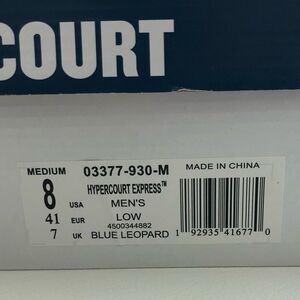 COURT
MEDIUM 03377-930-M MADE IN CHINA
8 USA HYPERCOURT EXPRESS™
MEN'S
41 EUR LOW
4500344882
7 UK BLUE LEOPARD 1 92935 41677 0